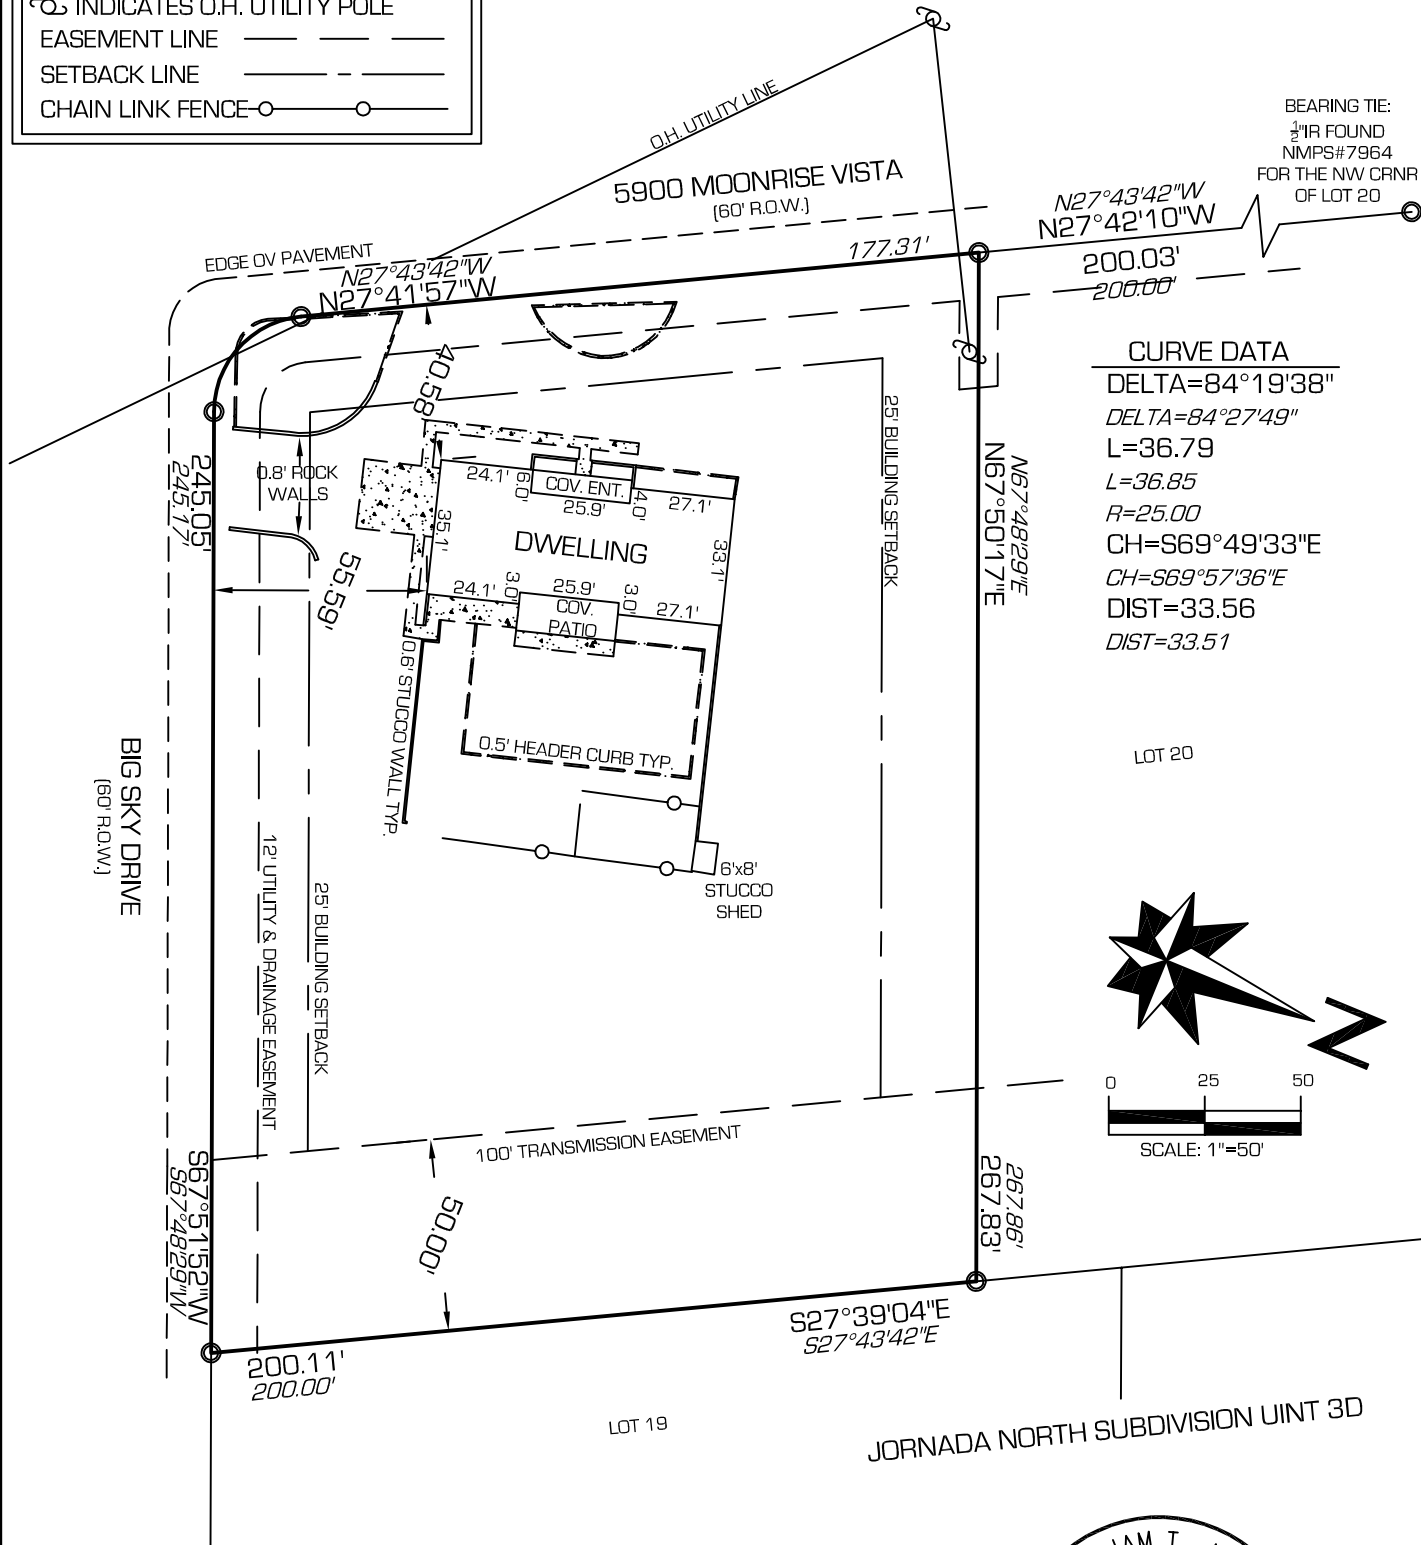 INDICATES O.H. UTILITY POLE
EASEMENT LINE
SETBACK LINE
CHAIN LINK FENCE
O.H. UTILITY LINE
5900 MOONRISE VISTA
(60' R.O.W.)
BEARING TIE:
1/2"IR FOUND
NMPS#7964
FOR THE NW CRNR
OF LOT 20
N27°43'42"W
N27°42'10"W
200.03'
200.00'
177.31'
EDGE OV PAVEMENT
N27°43'42"W
N27°41'57"W
CURVE DATA
DELTA=84°19'38"
DELTA=84°27'49"
L=36.79
L=36.85
R=25.00
CH=S69°49'33"E
CH=S69°57'36"E
DIST=33.56
DIST=33.51
40.58
245.05'
245.17'
0.8' ROCK
WALLS
24.1'
6.0'
COV. ENT.
25.9'
4.0'
27.1'
35.1'
DWELLING
33.1'
55.59'
24.1'
3.0'
25.9'
COV.
PATIO
3.0'
27.1'
25' BUILDING SETBACK
N67°48'29"E
N67°50'17"E
0.6' STUCCO WALL TYP.
0.5' HEADER CURB TYP.
6'x8'
STUCCO
SHED
LOT 20
BIG SKY DRIVE
(60' R.O.W.)
12' UTILITY & DRAINAGE EASEMENT
25' BUILDING SETBACK
N
0 25 50
SCALE: 1"=50'
100' TRANSMISSION EASEMENT
50.00'
S67°51'52"W
S67°48'29"W
267.86'
267.83'
S27°39'04"E
S27°43'42"E
200.11'
200.00'
LOT 19
JORNADA NORTH SUBDIVISION UINT 3D